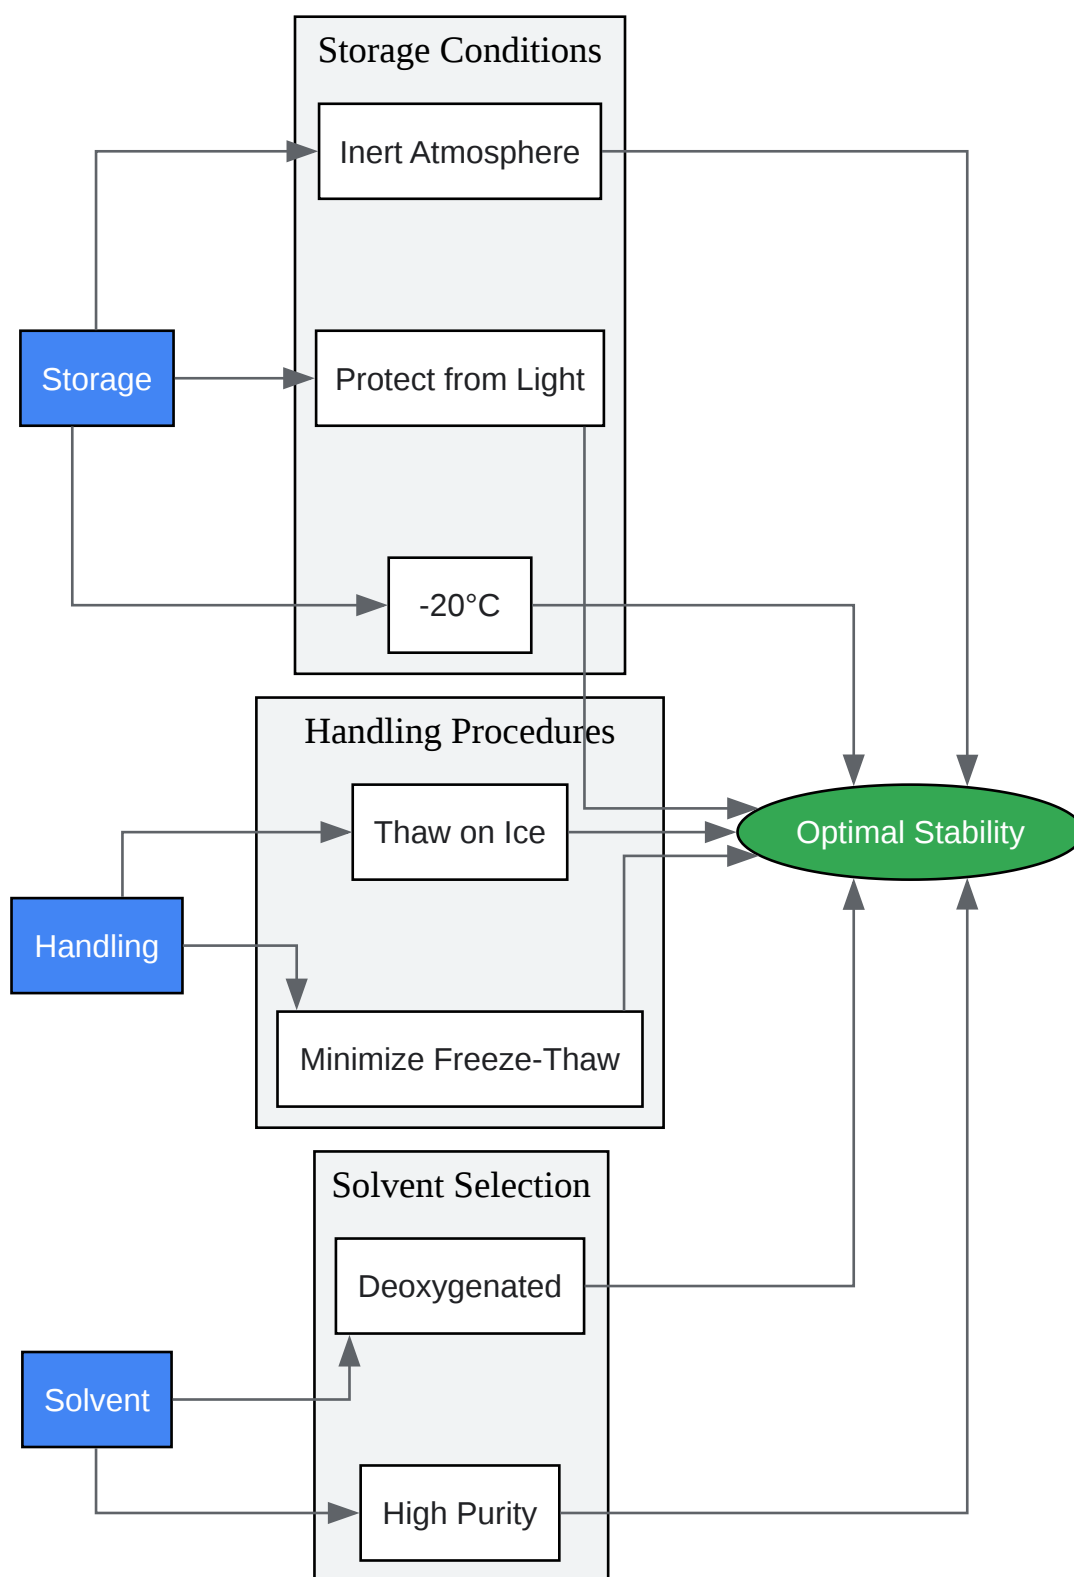 Storage Conditions
Inert Atmosphere
Storage
Protect from Light
-20°C
Handling Procedures
Thaw on Ice
Optimal Stability
Handling
Minimize Freeze-Thaw
Solvent Selection
Deoxygenated
Solvent
High Purity